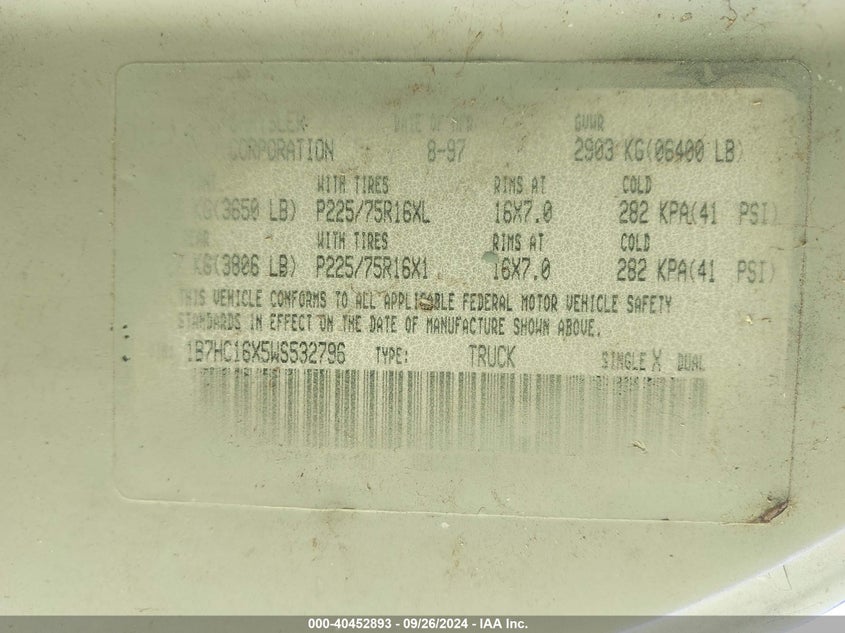 DATE OF MFR GVWR
CORPORATION 8-97 2903 KG(06400 LB)
WITH TIRES RIMS AT COLD
KG(3650 LB) P225/75R16XL 16X7.0 282 KPA(41 PSI)
WITH TIRES RIMS AT COLD
KG(3806 LB) P225/75R16X1 16X7.0 282 KPA(41 PSI)
THIS VEHICLE CONFORMS TO ALL APPLICABLE FEDERAL MOTOR VEHICLE SAFETY
STANDARDS IN EFFECT ON THE DATE OF MANUFACTURE SHOWN ABOVE.
1B7HC16X5WS532796 TYPE: TRUCK SINGLE X DUAL
000-40452893 - 09/26/2024 - IAA Inc.